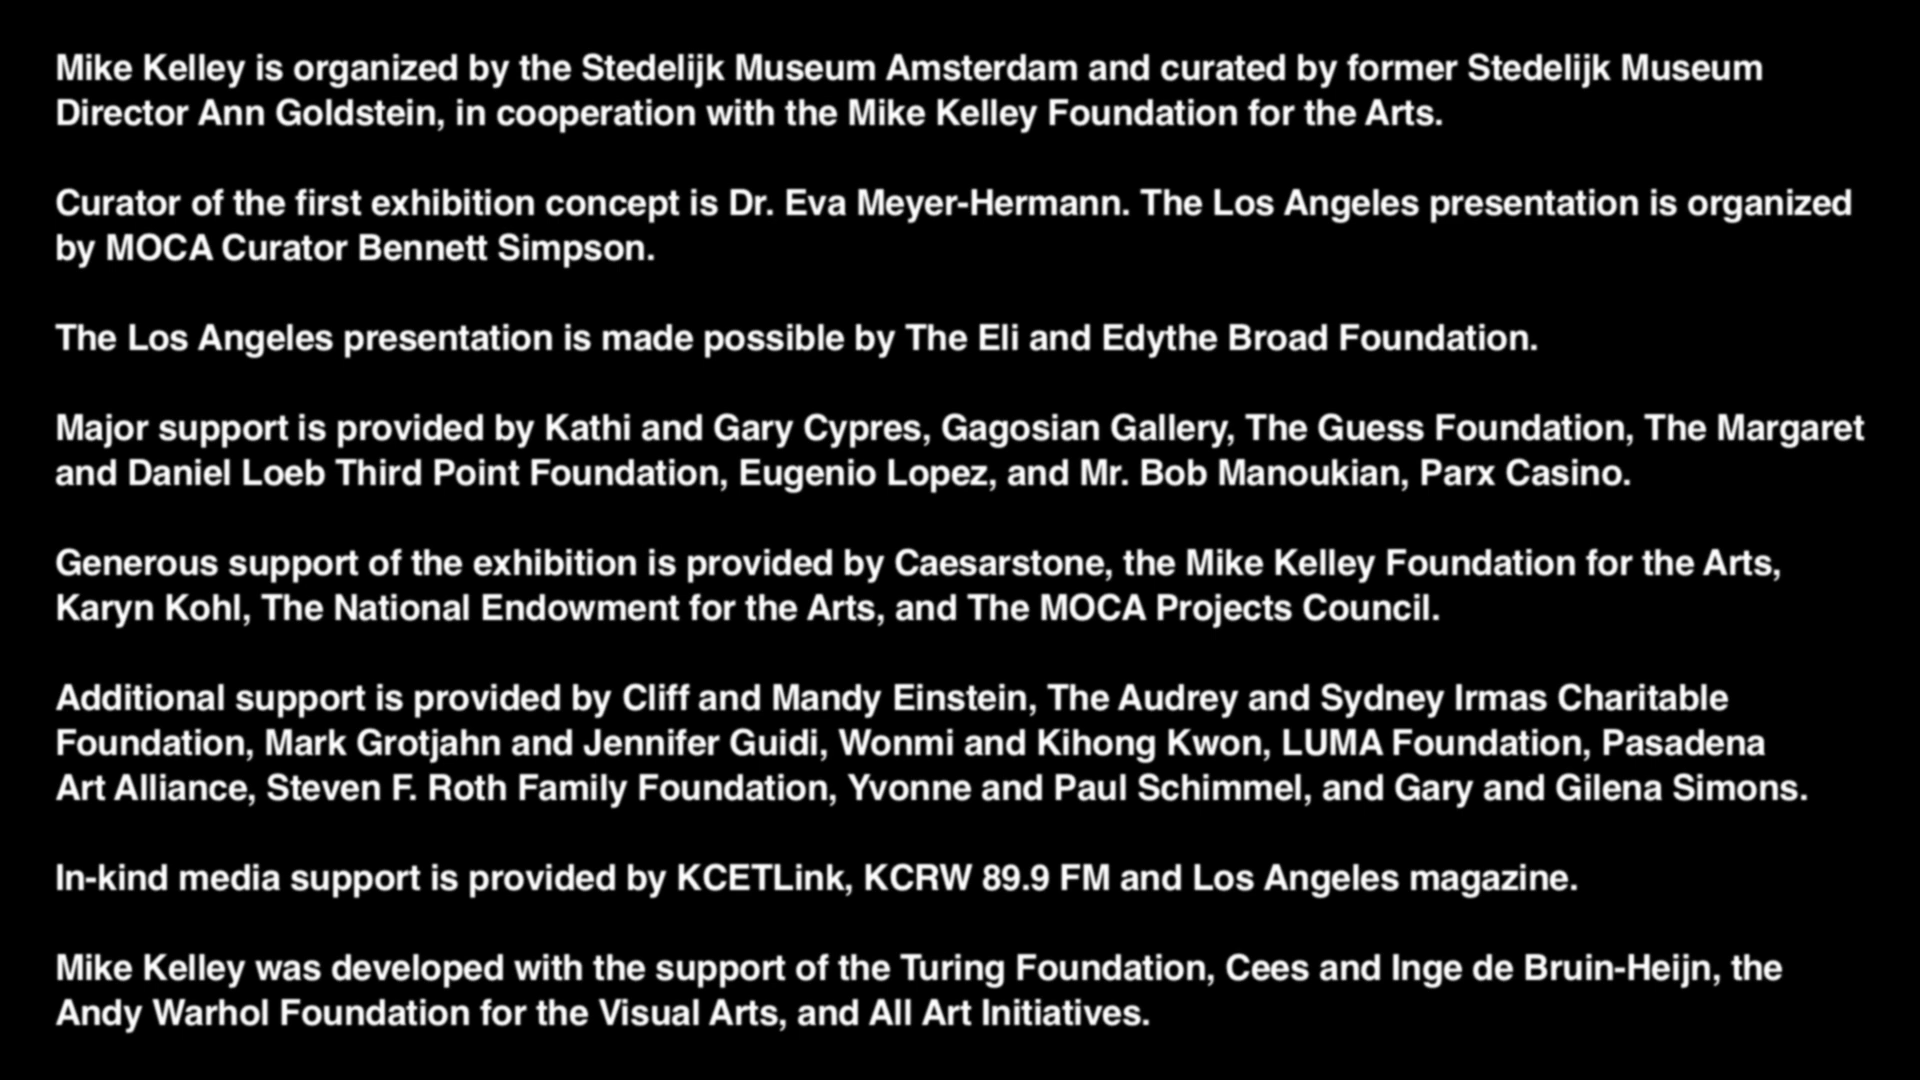 Mike Kelley is organized by the Stedelijk Museum Amsterdam and curated by former Stedelijk Museum
Director Ann Goldstein, in cooperation with the Mike Kelley Foundation for the Arts.
Curator of the first exhibition concept is Dr. Eva Meyer-Hermann. The Los Angeles presentation is organized
by MOCA Curator Bennett Simpson.
The Los Angeles presentation is made possible by The Eli and Edythe Broad Foundation.
Major support is provided by Kathi and Gary Cypres, Gagosian Gallery, The Guess Foundation, The Margaret
and Daniel Loeb Third Point Foundation, Eugenio Lopez, and Mr. Bob Manoukian, Parx Casino.
Generous support of the exhibition is provided by Caesarstone, the Mike Kelley Foundation for the Arts,
Karyn Kohl, The National Endowment for the Arts, and The MOCA Projects Council.
Additional support is provided by Cliff and Mandy Einstein, The Audrey and Sydney Irmas Charitable
Foundation, Mark Grotjahn and Jennifer Guidi, Wonmi and Kihong Kwon, LUMA Foundation, Pasadena
Art Alliance, Steven F. Roth Family Foundation, Yvonne and Paul Schimmel, and Gary and Gilena Simons.
In-kind media support is provided by KCETLink, KCRW 89.9 FM and Los Angeles magazine.
Mike Kelley was developed with the support of the Turing Foundation, Cees and Inge de Bruin-Heijn, the
Andy Warhol Foundation for the Visual Arts, and All Art Initiatives.